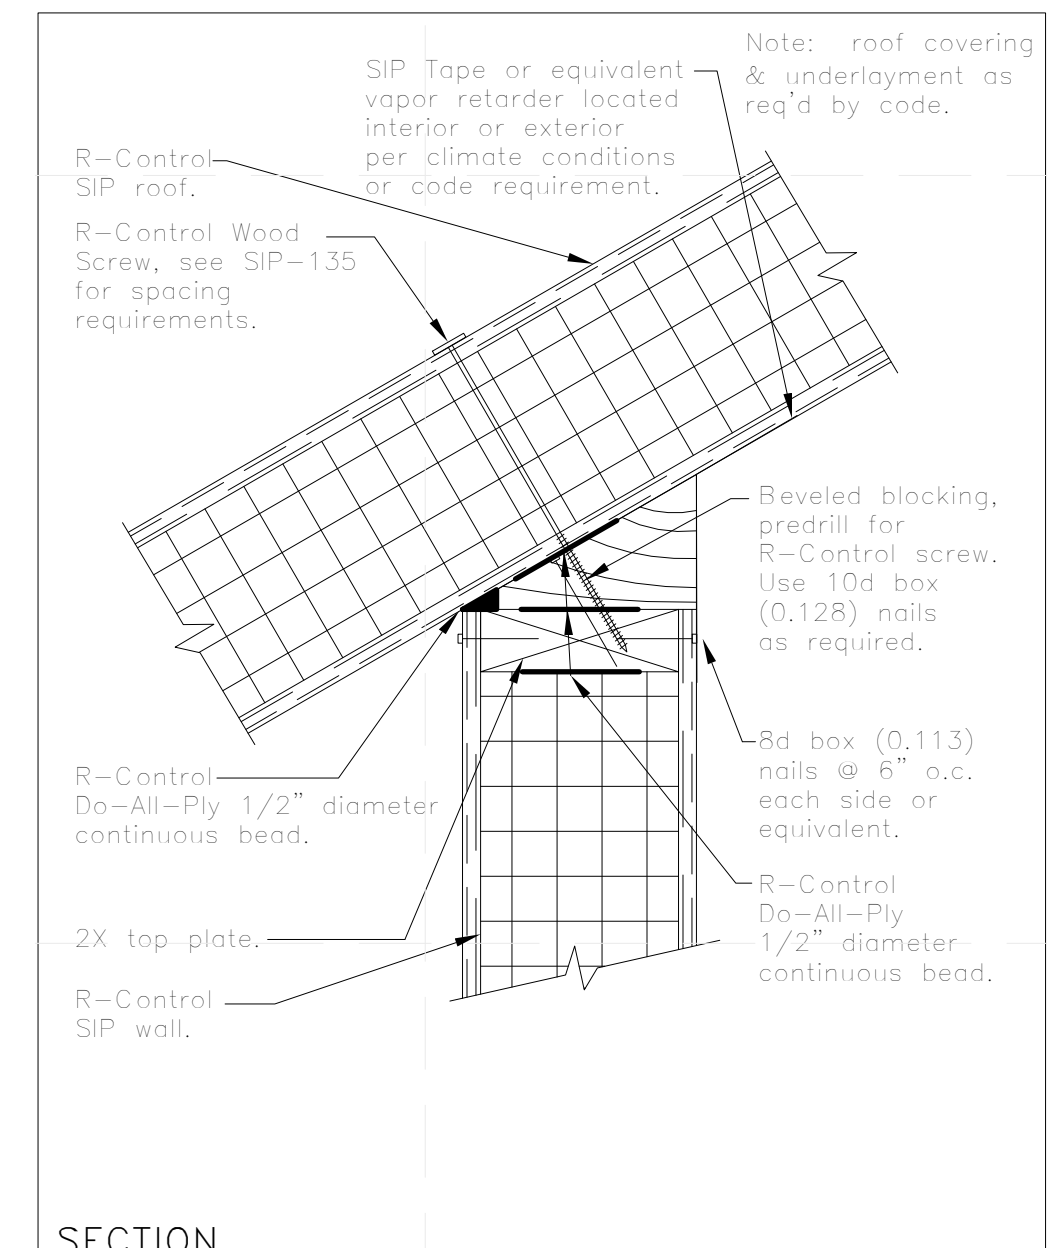 Note: roof covering
& underlayment as
req'd by code.
SIP Tape or equivalent
vapor retarder located
interior or exterior
per climate conditions
or code requirement.
R-Control
SIP roof.
R-Control Wood
Screw, see SIP-135
for spacing
requirements.
Beveled blocking,
predrill for
R-Control screw.
Use 10d box
(0.128) nails
as required.
8d box (0.113)
nails @ 6" o.c.
each side or
equivalent.
R-Control
Do-All-Ply 1/2" diameter
continuous bead.
R-Control
Do-All-Ply
1/2" diameter
continuous bead.
2X top plate.
R-Control
SIP wall.
SECTION